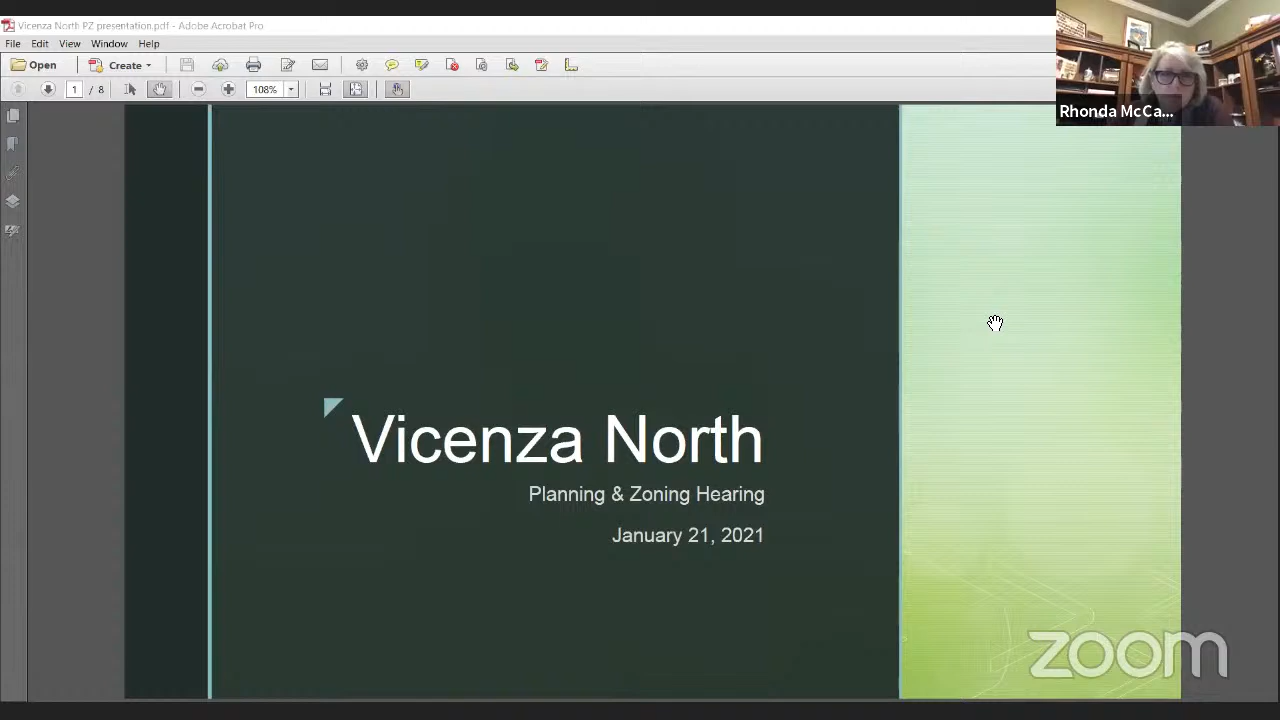 Vicenza North PZ presentation.pdf - Adobe Acrobat Pro
File Edit View Window Help
Open Create
1 / 8 108%
Rhonda McCa...
Vicenza North
Planning & Zoning Hearing
January 21, 2021
zoom